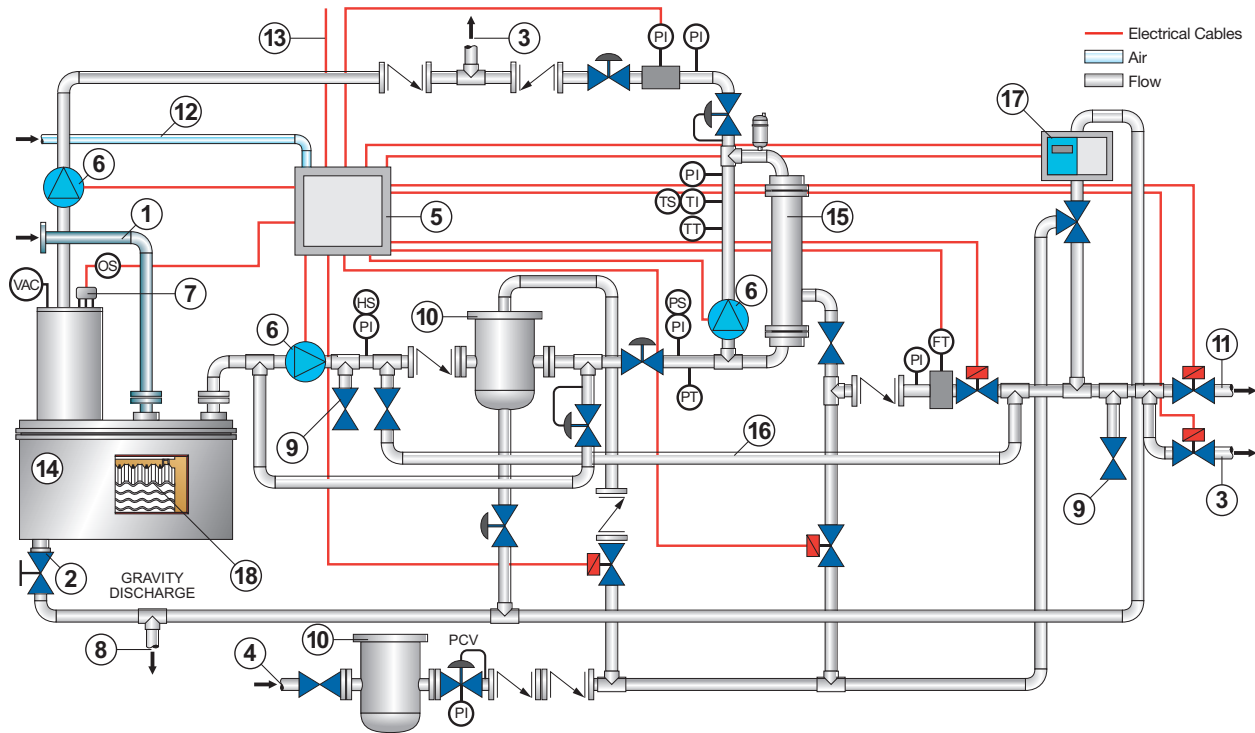 13
3
PI
PI
Electrical Cables
Air
Flow
12
17
6
PI
TS
TI
TT
5
15
1
OS
VAC
7
HS
PI
10
PS
PI
6
6
FT
PI
11
PT
9
16
14
3
9
2
18
GRAVITY
DISCHARGE
8
10
PCV
4
PI